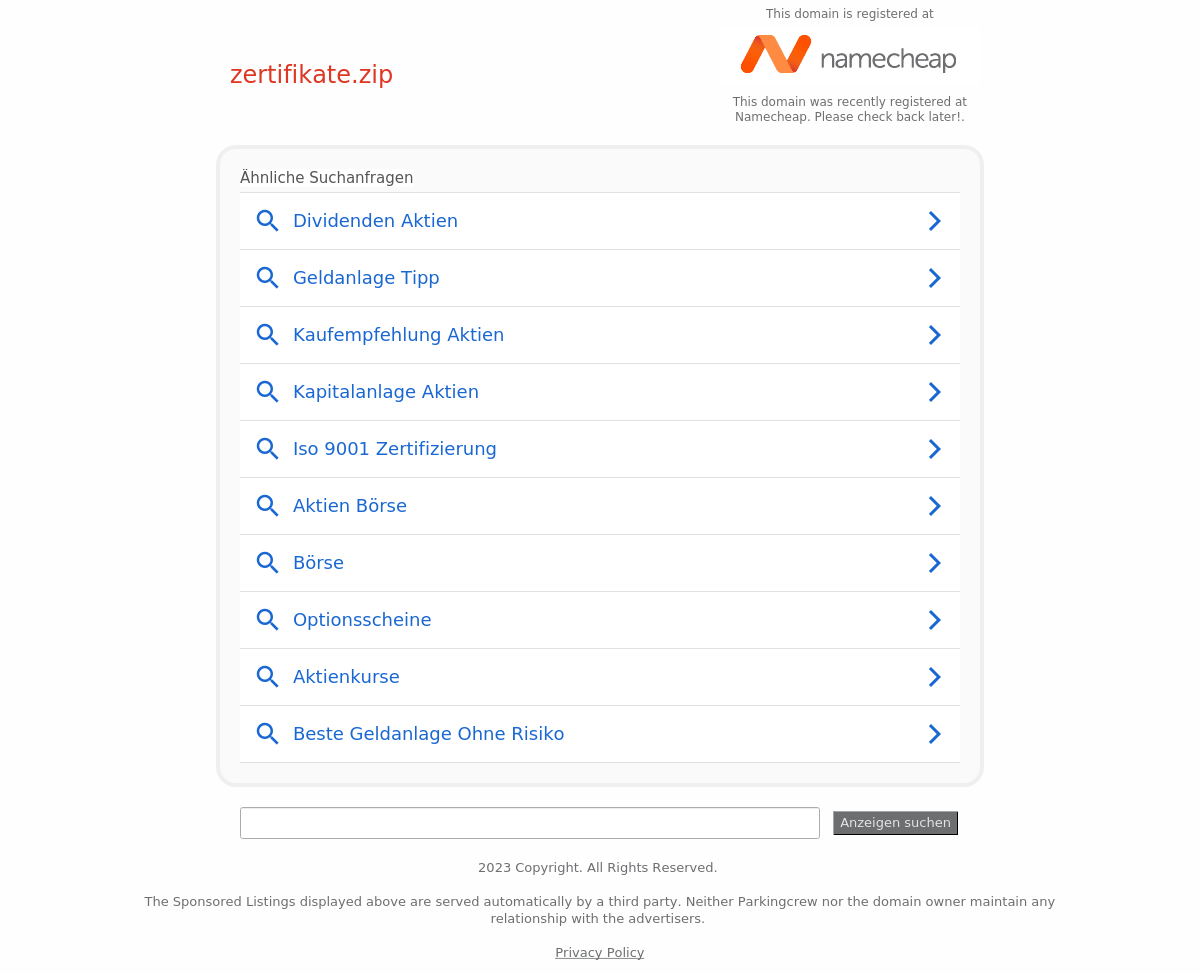 This domain is registered at
namecheap
zertifikate.zip
This domain was recently registered at
Namecheap. Please check back later!.
Ähnliche Suchanfragen
Dividenden Aktien
Geldanlage Tipp
Kaufempfehlung Aktien
Kapitalanlage Aktien
Iso 9001 Zertifizierung
Aktien Börse
Börse
Optionsscheine
Aktienkurse
Beste Geldanlage Ohne Risiko
Anzeigen suchen
2023 Copyright. All Rights Reserved.
The Sponsored Listings displayed above are served automatically by a third party. Neither Parkingcrew nor the domain owner maintain any
relationship with the advertisers.
Privacy Policy